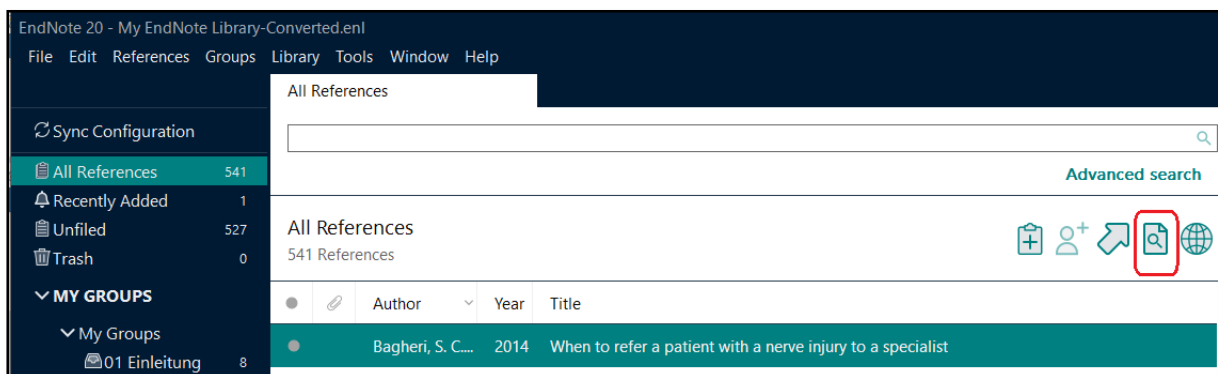 EndNote 20 - My EndNote Library-Converted.enl
File Edit References Groups Library Tools Window Help
All References
Sync Configuration
Advanced search
All References 541
Recently Added 1
Unfiled 527
Trash 0
MY GROUPS
My Groups
01 Einleitung 8
All References
541 References
Author Year Title
Bagheri, S. C.... 2014 When to refer a patient with a nerve injury to a specialist